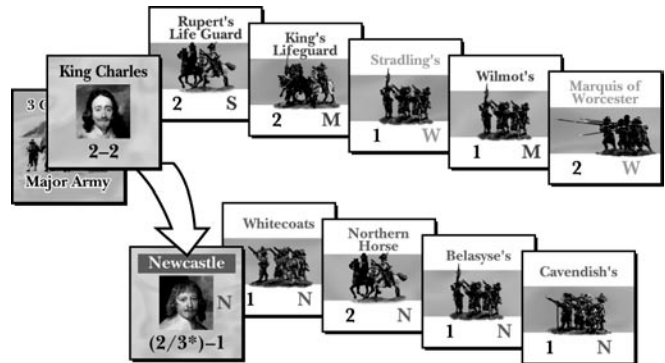 Rupert's
Life Guard
2 S
King's
Lifeguard
2 M
Stradling's
1 W
Wilmot's
1 M
Marquis of
Worcester
2 W
King Charles
2–2
3
Major Army
Newcastle
N
(2/3*)–1
Whitecoats
1 N
Northern
Horse
2 N
Belasyse's
1 N
Cavendish's
1 N